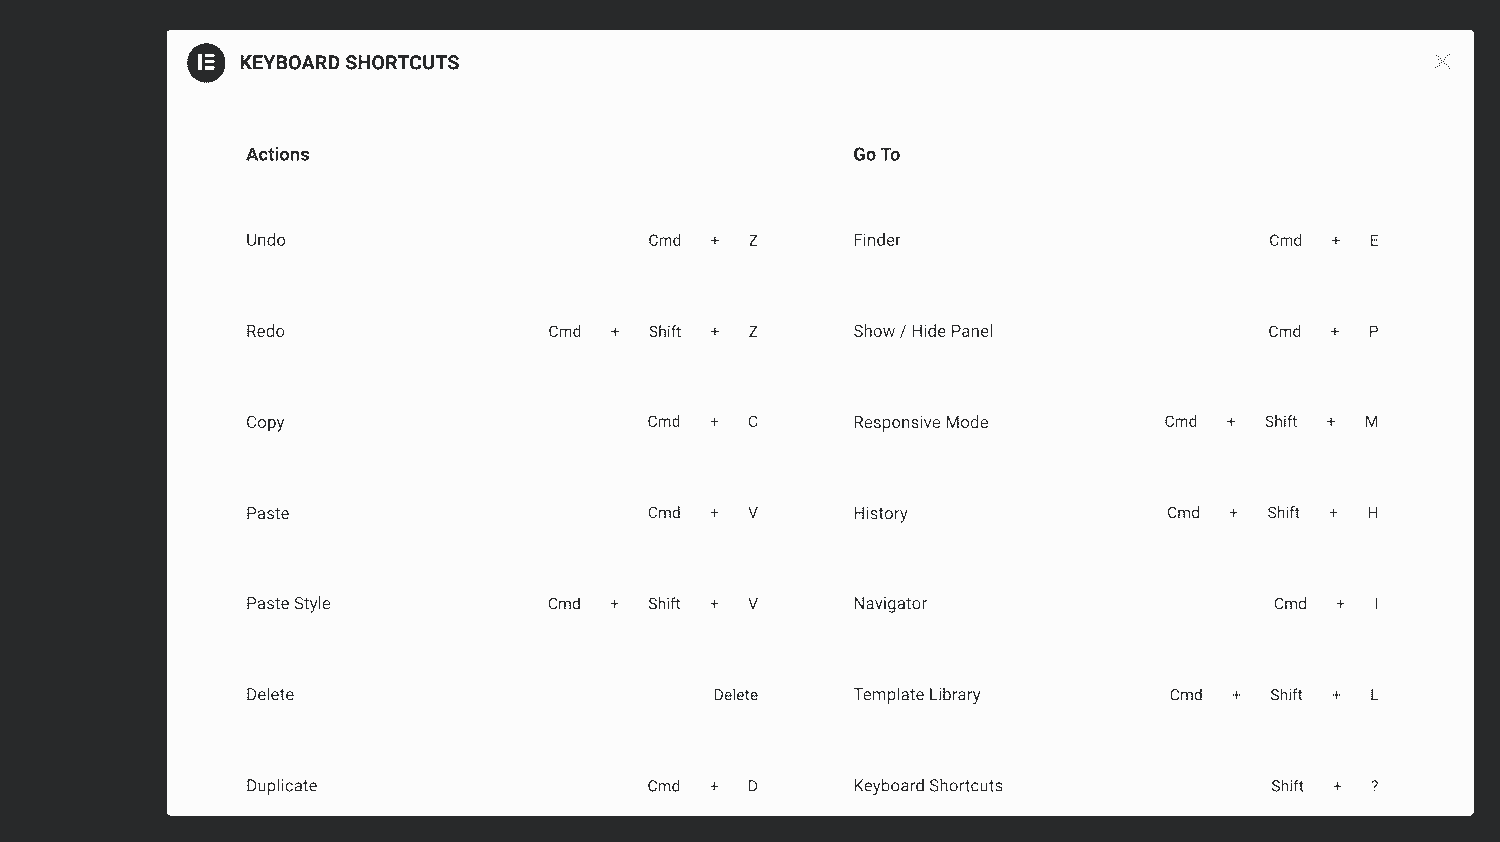 KEYBOARD SHORTCUTS
Actions
Undo Cmd + Z
Redo Cmd + Shift + Z
Copy Cmd + C
Paste Cmd + V
Paste Style Cmd + Shift + V
Delete Delete
Duplicate Cmd + D
Go To
Finder Cmd + E
Show / Hide Panel Cmd + P
Responsive Mode Cmd + Shift + M
History Cmd + Shift + H
Navigator Cmd + I
Template Library Cmd + Shift + L
Keyboard Shortcuts Shift + ?